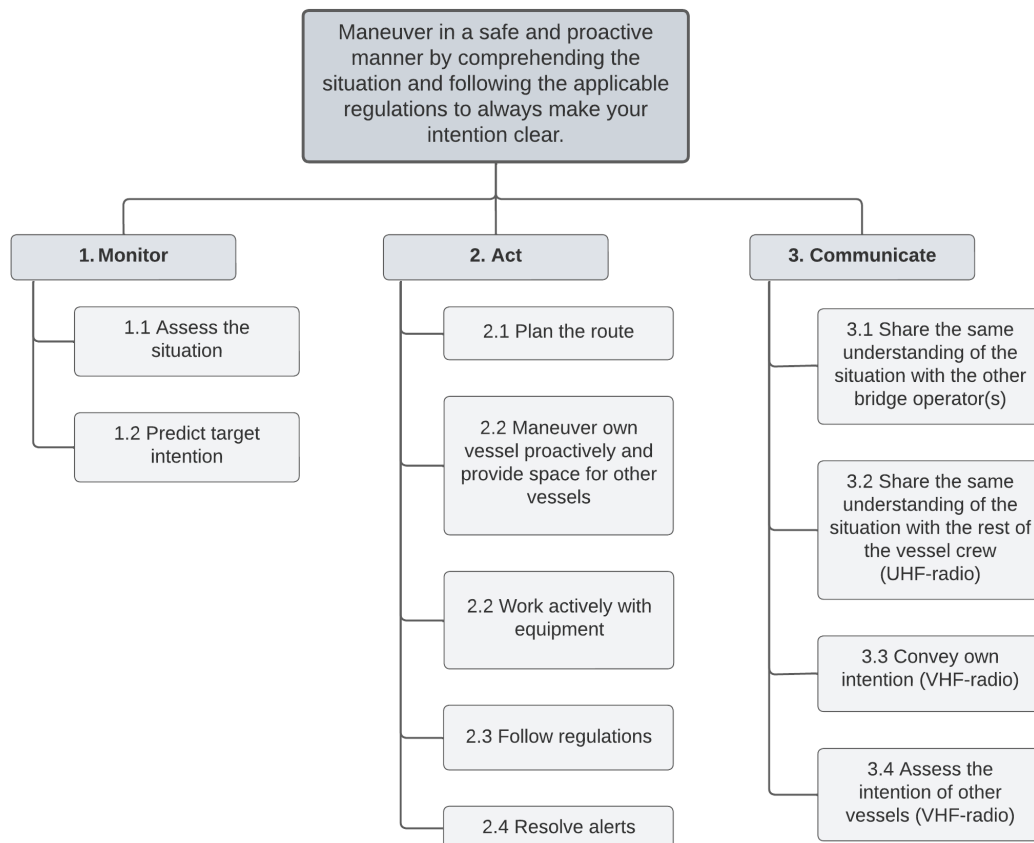 Maneuver in a safe and proactive
manner by comprehending the
situation and following the applicable
regulations to always make your
intention clear.
1. Monitor
1.1 Assess the
situation
1.2 Predict target
intention
2. Act
2.1 Plan the route
2.2 Maneuver own
vessel proactively and
provide space for other
vessels
2.2 Work actively with
equipment
2.3 Follow regulations
2.4 Resolve alerts
3. Communicate
3.1 Share the same
understanding of the
situation with the other
bridge operator(s)
3.2 Share the same
understanding of the
situation with the rest of
the vessel crew
(UHF-radio)
3.3 Convey own
intention (VHF-radio)
3.4 Assess the
intention of other
vessels (VHF-radio)